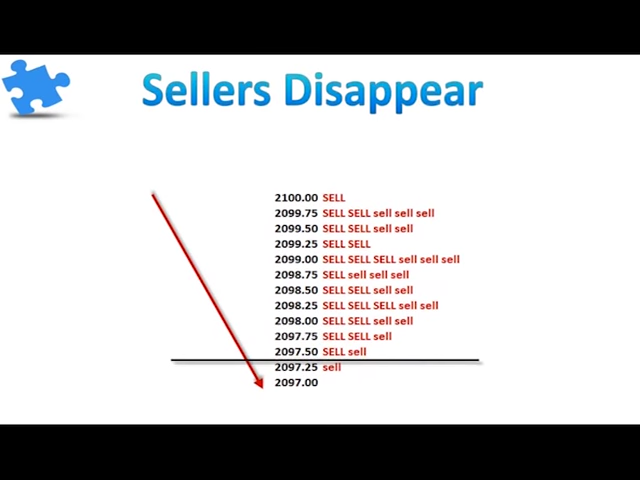 Sellers Disappear
2100.00 SELL
2099.75 SELL SELL sell sell sell
2099.50 SELL SELL sell sell
2099.25 SELL SELL
2099.00 SELL SELL SELL sell sell sell
2098.75 SELL sell sell sell
2098.50 SELL SELL sell sell
2098.25 SELL SELL SELL sell sell
2098.00 SELL SELL sell sell
2097.75 SELL SELL sell
2097.50 SELL sell
2097.25 sell
2097.00